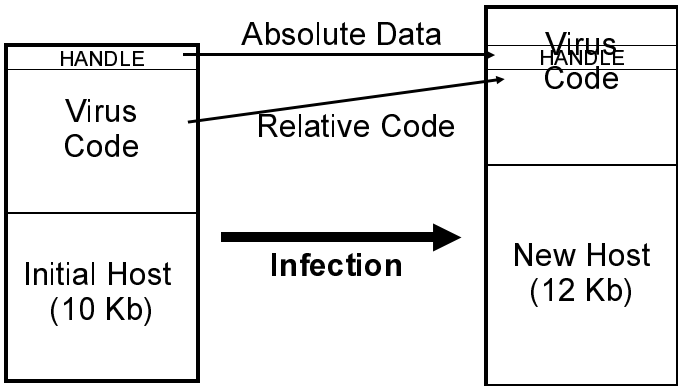 HANDLE
Virus
Code
Initial Host
(10 Kb)
Absolute Data
Relative Code
Infection
Virus
HANDLE
Code
New Host
(12 Kb)